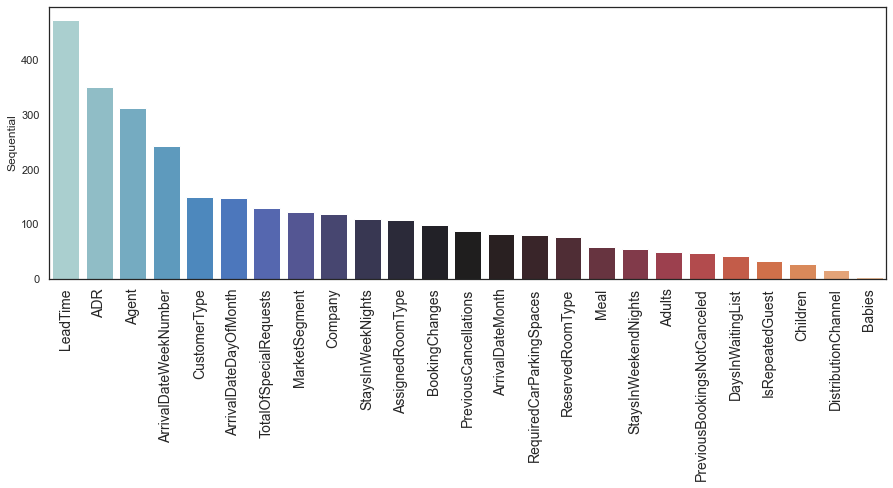 Sequential
400
300
200
100
0
LeadTime
ADR
Agent
ArrivalDateWeekNumber
CustomerType
ArrivalDateDayOfMonth
TotalOfSpecialRequests
MarketSegment
Company
StaysInWeekNights
AssignedRoomType
BookingChanges
PreviousCancellations
ArrivalDateMonth
RequiredCarParkingSpaces
ReservedRoomType
Meal
StaysInWeekendNights
Adults
PreviousBookingsNotCanceled
DaysInWaitingList
IsRepeatedGuest
Children
DistributionChannel
Babies